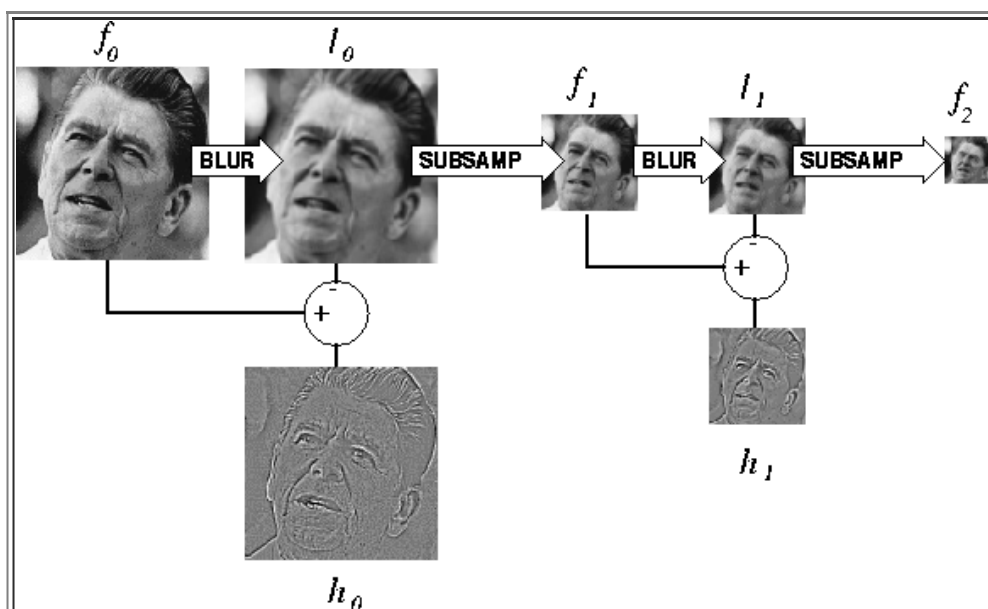 f₀ l₀
f₁ l₁ f₂
BLUR SUBSAMP BLUR SUBSAMP
-
+
-
+
h₁
h₀